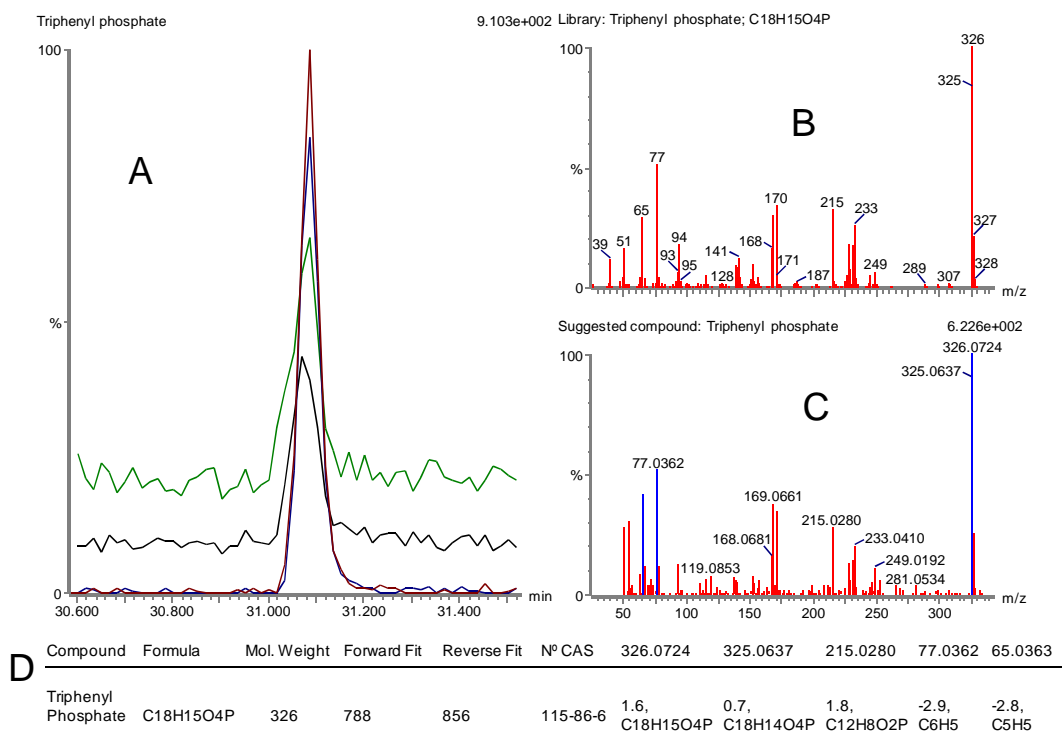 Triphenyl phosphate
9.103e+002
100
A
%
0
30.600 30.800 31.000 31.200 31.400 min
Library: Triphenyl phosphate; C18H15O4P
100
B
%
0
326
325
77
170
215
233
65
94
327
39
51
141
168
93
95
128
171
187
249
289
307
328
m/z
Suggested compound: Triphenyl phosphate
6.226e+002
100
C
%
0
326.0724
325.0637
77.0362
169.0661
215.0280
168.0681
233.0410
119.0853
249.0192
281.0534
50 100 150 200 250 300 m/z
D
Compound Formula Mol. Weight Forward Fit Reverse Fit Nº CAS 326.0724 325.0637 215.0280 77.0362 65.0363
Triphenyl Phosphate C18H15O4P 326 788 856 115-86-6 1.6, C18H15O4P 0.7, C18H14O4P 1.8, C12H8O2P -2.9, C6H5 -2.8, C5H5